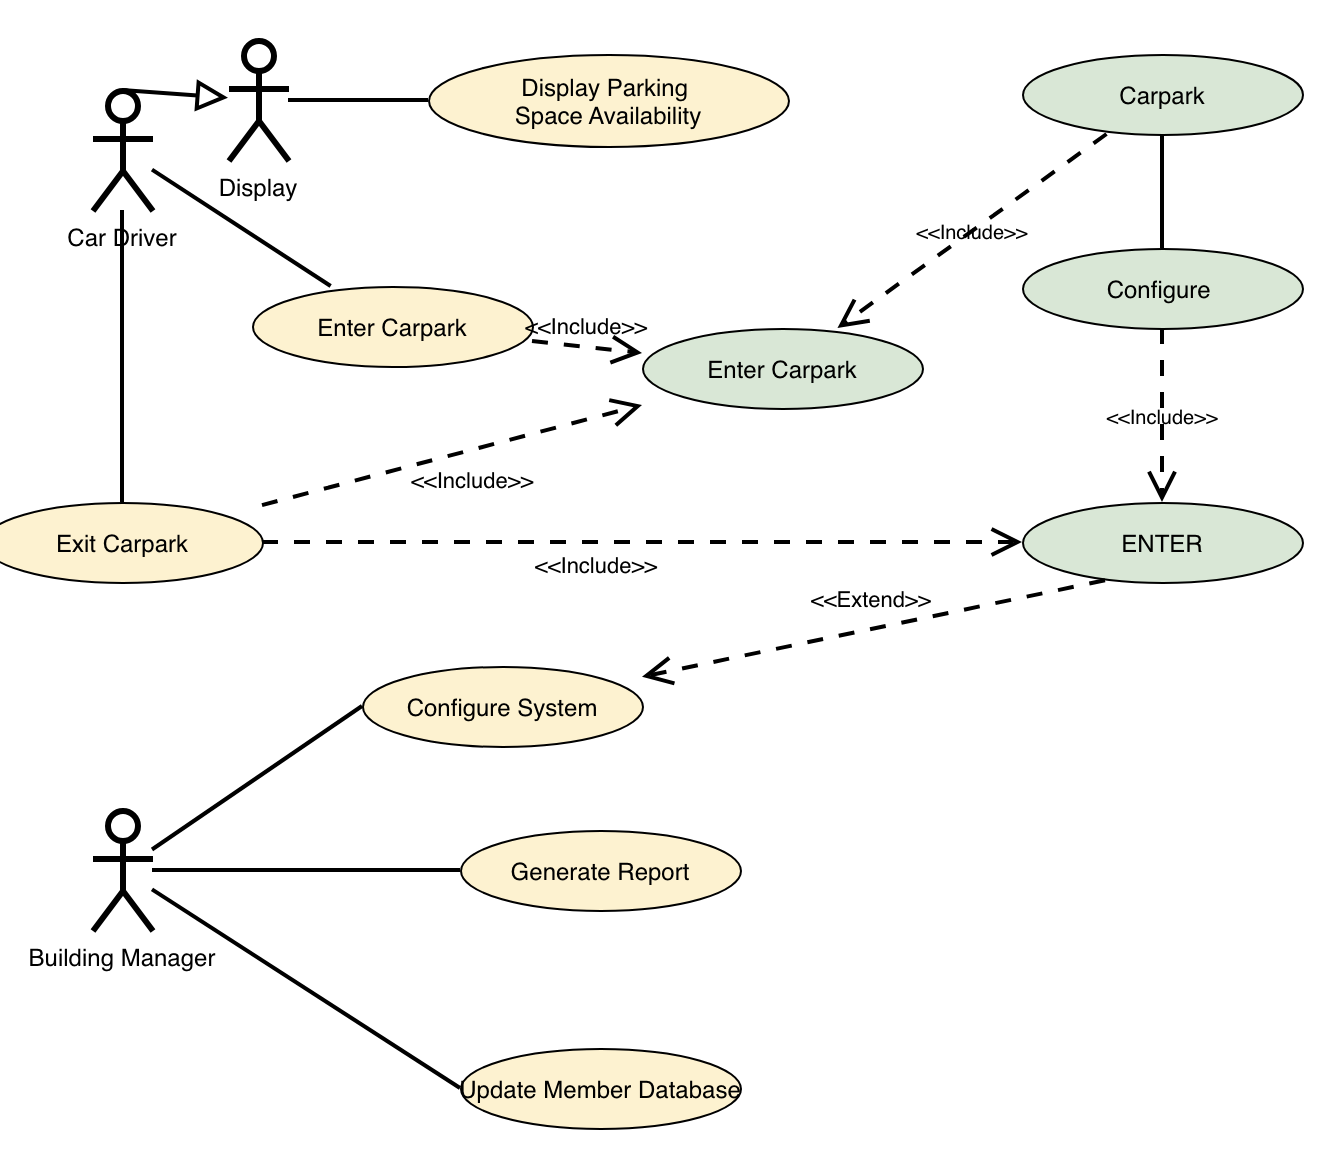 Display Parking
Space Availability
Carpark
Display
Car Driver
<<Include>>
Configure
Enter Carpark
<<Include>>
Enter Carpark
<<Include>>
<<Include>>
Exit Carpark
ENTER
<<Include>>
<<Extend>>
Configure System
Generate Report
Building Manager
Update Member Database